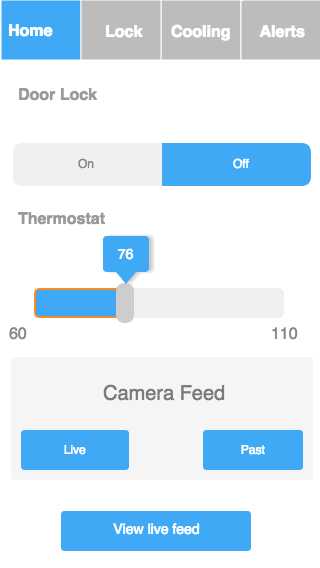 Home Lock Cooling Alerts
Door Lock
On Off
Thermostat
76
60 110
Camera Feed
Live Past
View live feed